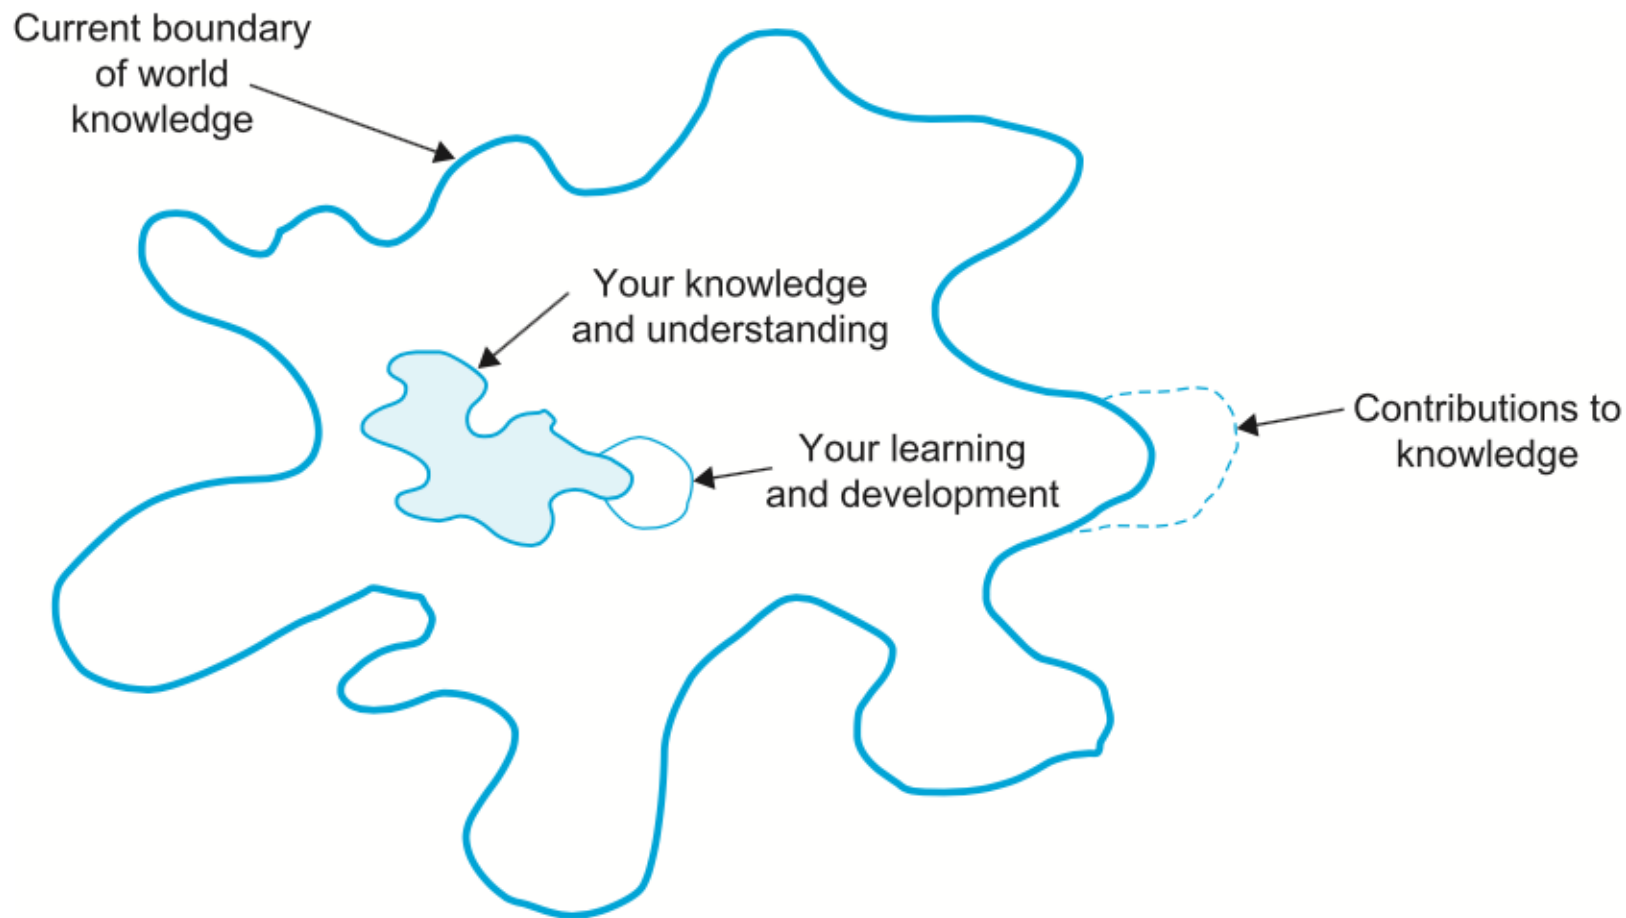 Current boundary
of world
knowledge
Your knowledge
and understanding
Your learning
and development
Contributions to
knowledge